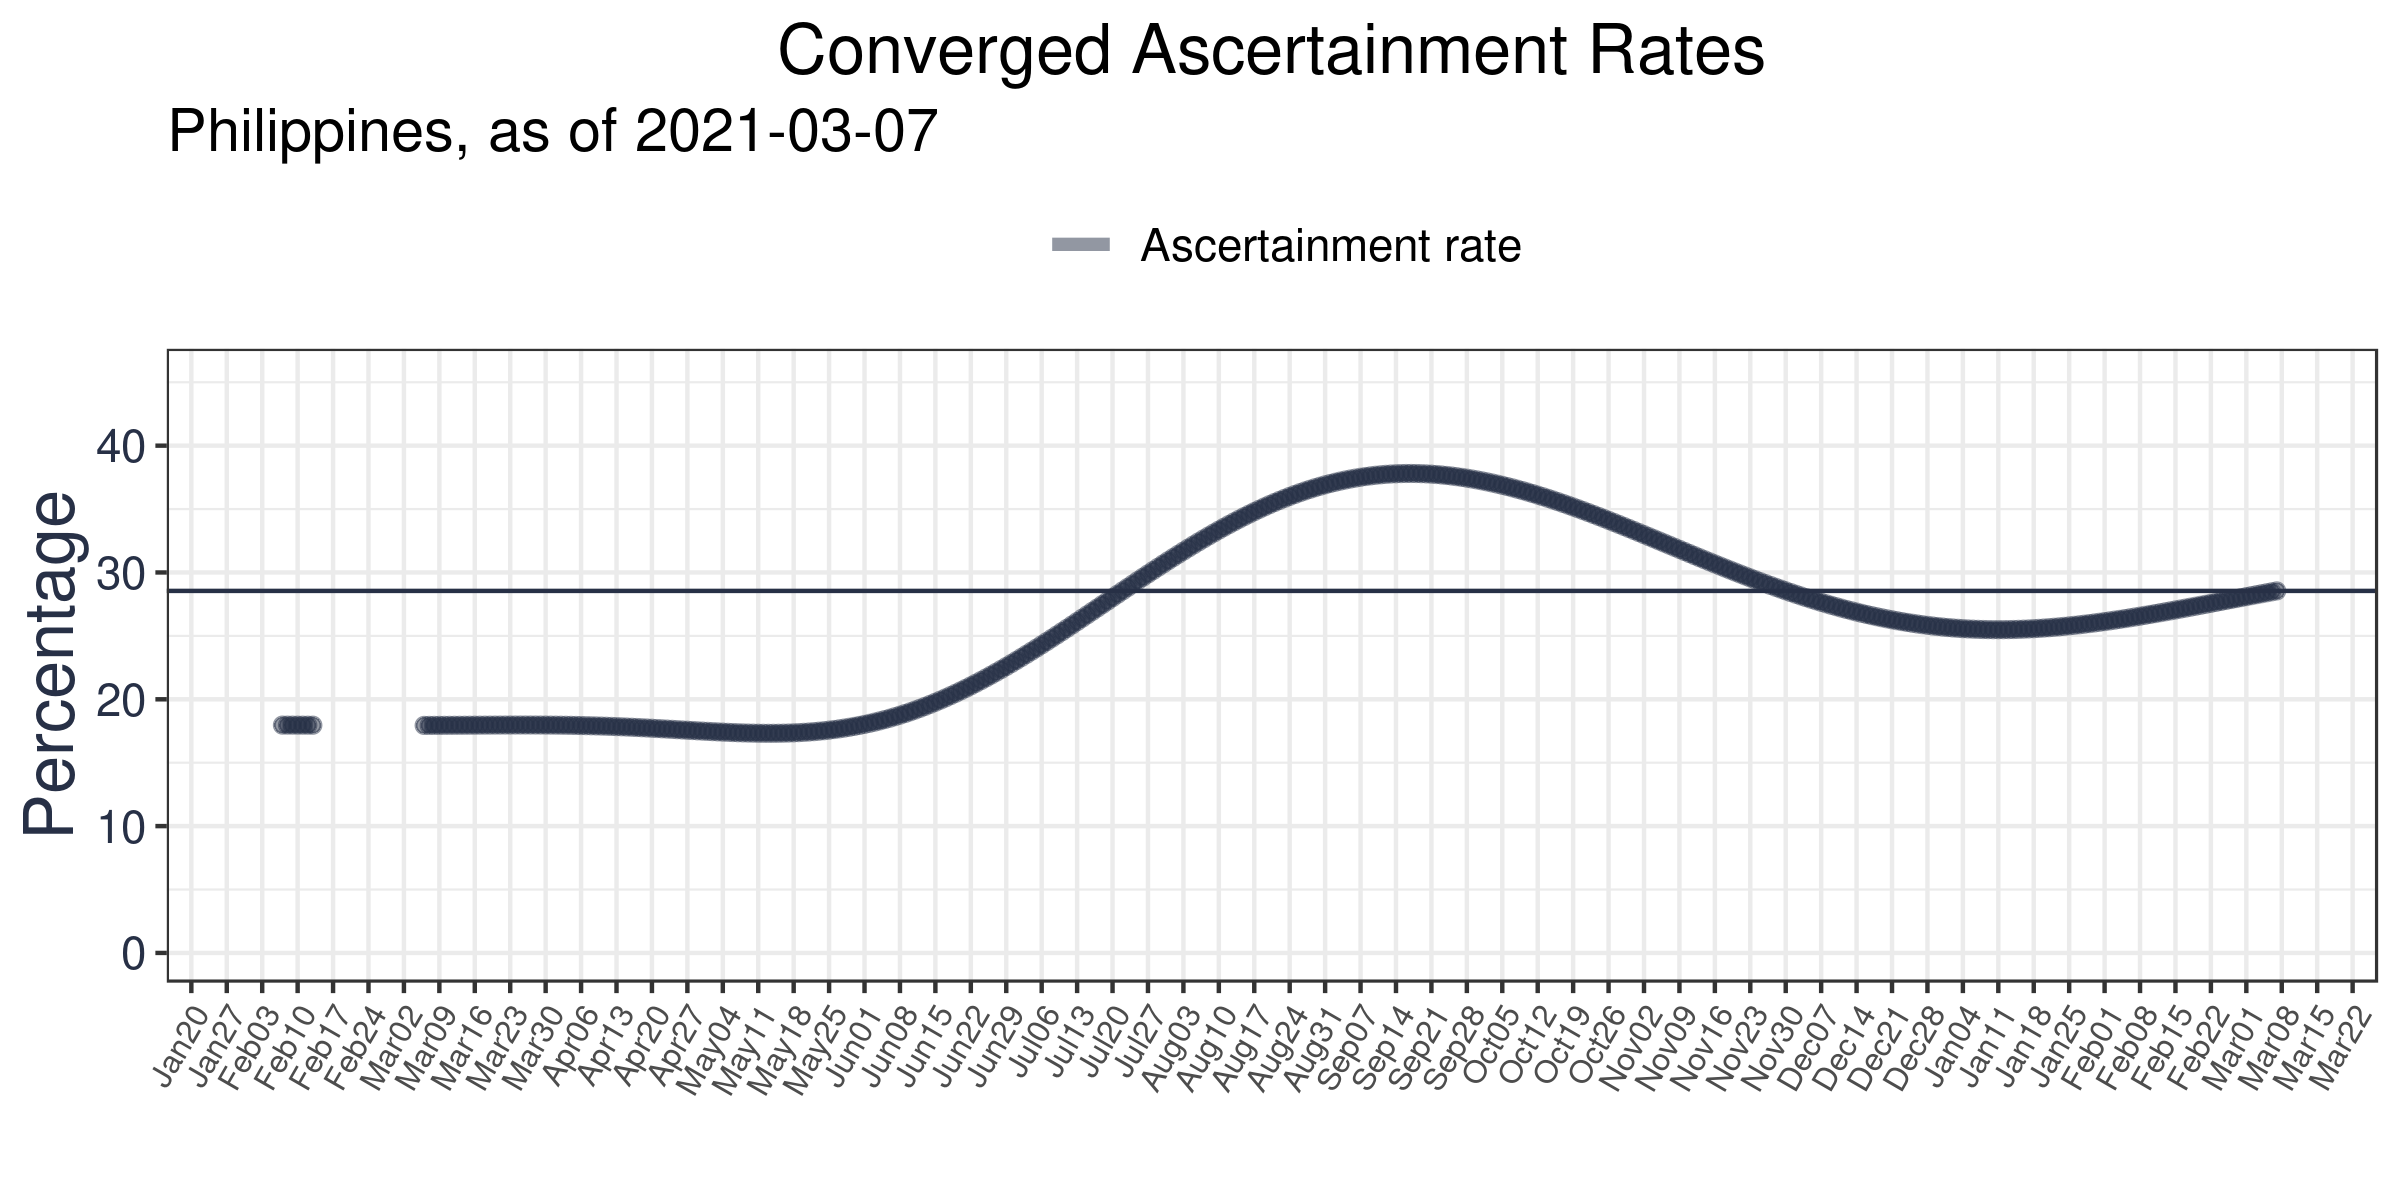 Converged Ascertainment Rates
Philippines, as of 2021-03-07
Ascertainment rate
Percentage
40
30
20
10
0
Jan20
Jan27
Feb03
Feb10
Feb17
Feb24
Mar02
Mar09
Mar16
Mar23
Mar30
Apr06
Apr13
Apr20
Apr27
May04
May11
May18
May25
Jun01
Jun08
Jun15
Jun22
Jun29
Jul06
Jul13
Jul20
Jul27
Aug03
Aug10
Aug17
Aug24
Aug31
Sep07
Sep14
Sep21
Sep28
Oct05
Oct12
Oct19
Oct26
Nov02
Nov09
Nov16
Nov23
Nov30
Dec07
Dec14
Dec21
Dec28
Jan04
Jan11
Jan18
Jan25
Feb01
Feb08
Feb15
Feb22
Mar01
Mar08
Mar15
Mar22